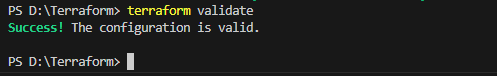 PS D:\Terraform> terraform validate
Success! The configuration is valid.
PS D:\Terraform>